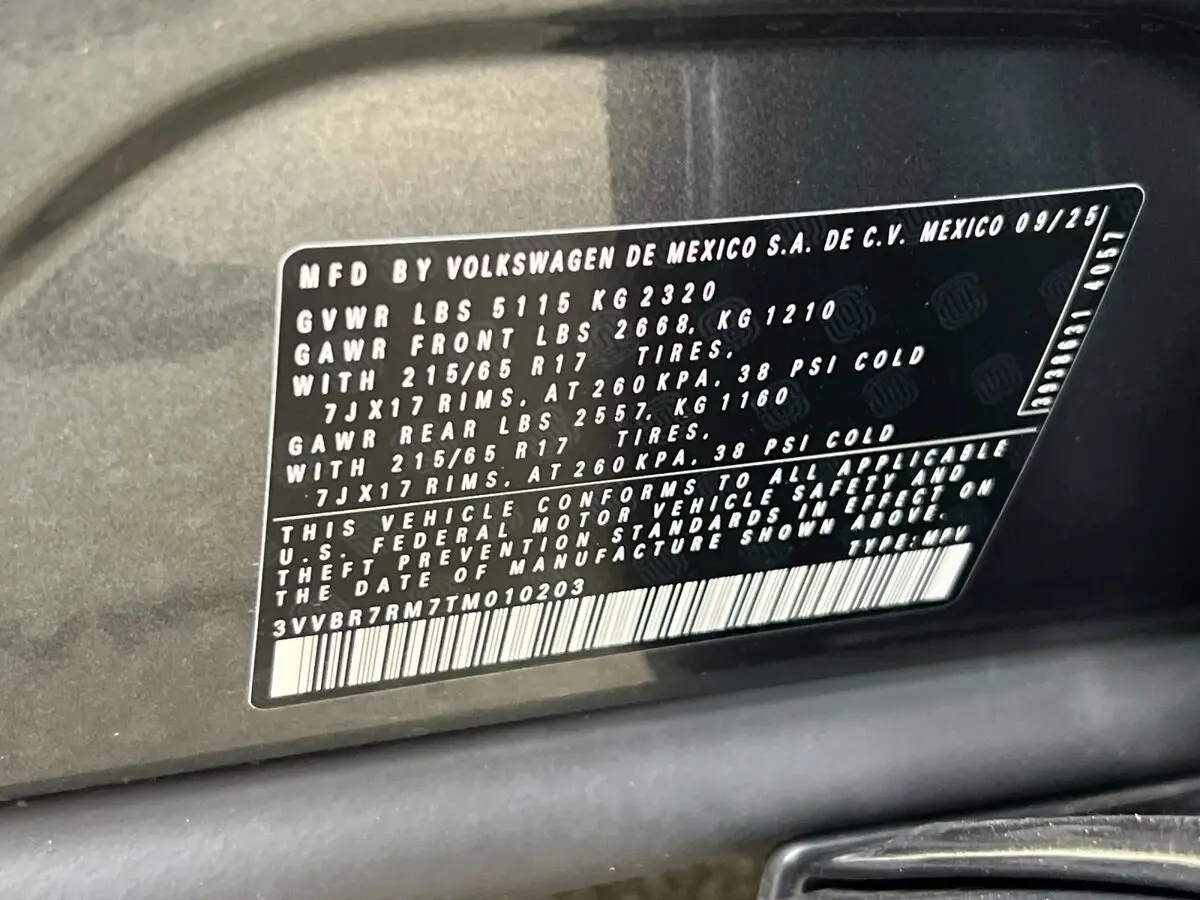 MFD BY VOLKSWAGEN DE MEXICO S.A. DE C.V. MEXICO 09/25
GVWR LBS 5115 KG 2320
GAWR FRONT LBS 2668, KG 1210
WITH 215/65 R17 TIRES,
7JX17 RIMS, AT 260 KPA, 38 PSI COLD
GAWR REAR LBS 2557, KG 1160
WITH 215/65 R17 TIRES,
7JX17 RIMS, AT 260 KPA, 38 PSI COLD
THIS VEHICLE CONFORMS TO ALL APPLICABLE
U.S. FEDERAL MOTOR VEHICLE SAFETY AND
THEFT PREVENTION STANDARDS IN EFFECT ON
THE DATE OF MANUFACTURE SHOWN ABOVE.
TYPE: MPV
3VVBR7RM7TM010203
4057